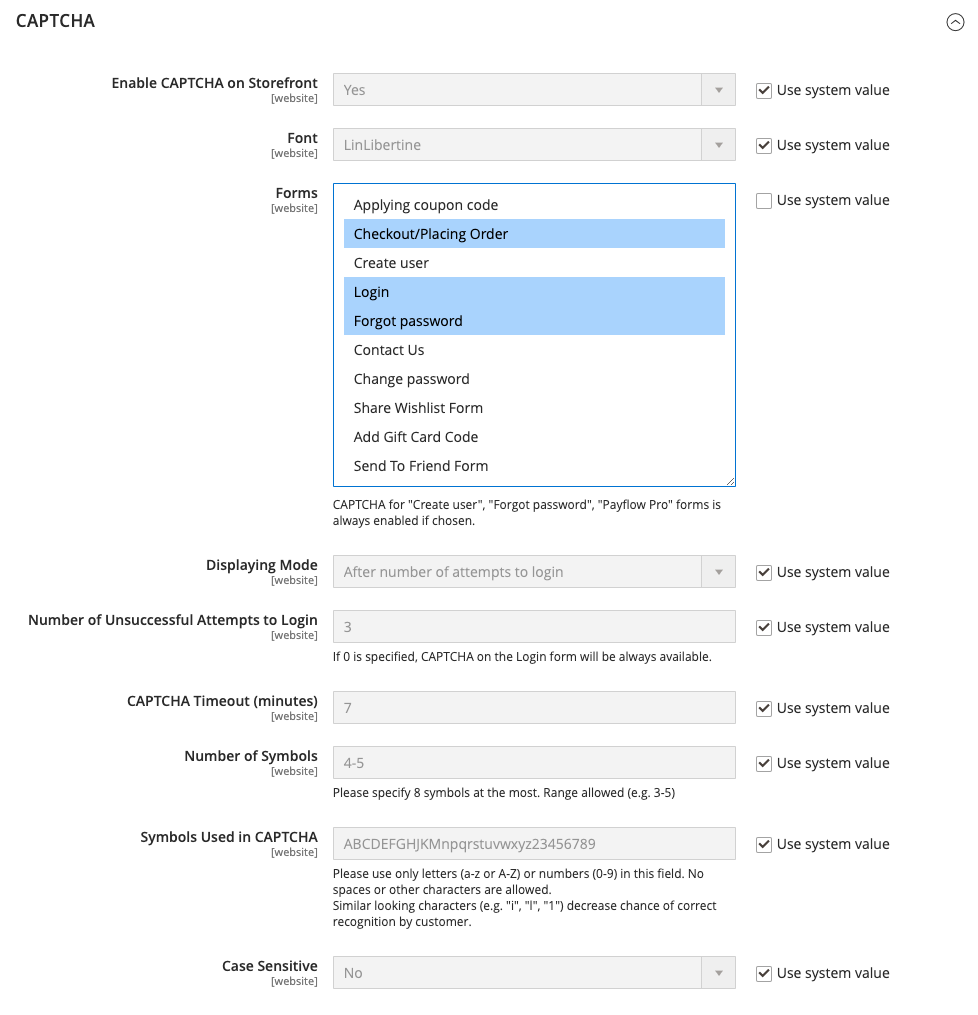 CAPTCHA
Enable CAPTCHA on Storefront
[website]
Yes
Use system value
Font
[website]
LinLibertine
Use system value
Forms
[website]
Applying coupon code
Checkout/Placing Order
Create user
Login
Forgot password
Contact Us
Change password
Share Wishlist Form
Add Gift Card Code
Send To Friend Form
Use system value
CAPTCHA for "Create user", "Forgot password", "Payflow Pro" forms is
always enabled if chosen.
Displaying Mode
[website]
After number of attempts to login
Use system value
Number of Unsuccessful Attempts to Login
[website]
3
Use system value
If 0 is specified, CAPTCHA on the Login form will be always available.
CAPTCHA Timeout (minutes)
[website]
7
Use system value
Number of Symbols
[website]
4-5
Use system value
Please specify 8 symbols at the most. Range allowed (e.g. 3-5)
Symbols Used in CAPTCHA
[website]
ABCDEFGHJKMnpqrstuvwxyz23456789
Use system value
Please use only letters (a-z or A-Z) or numbers (0-9) in this field. No
spaces or other characters are allowed.
Similar looking characters (e.g. "i", "l", "1") decrease chance of correct
recognition by customer.
Case Sensitive
[website]
No
Use system value